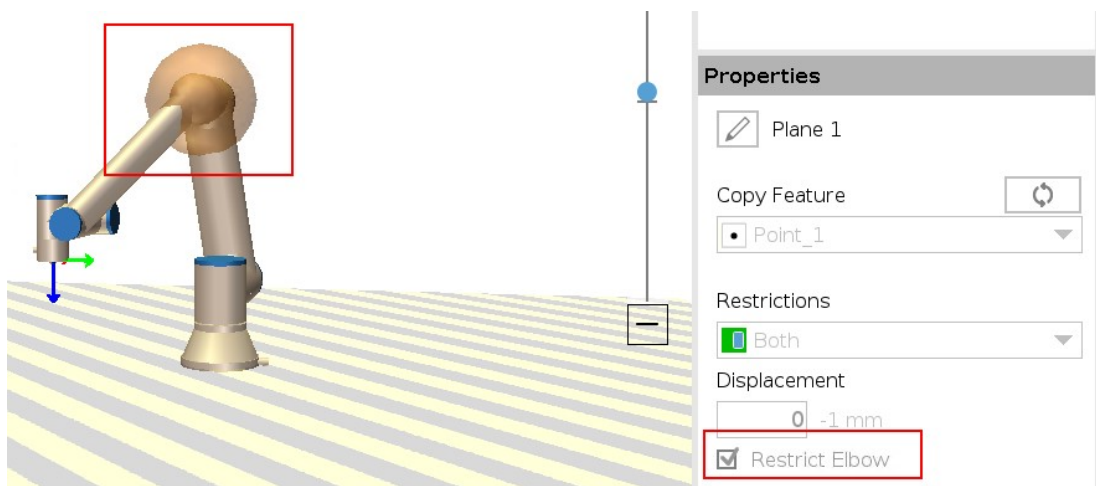 Properties
Plane 1
Copy Feature
Point_1
Restrictions
Both
Displacement
0 -1 mm
Restrict Elbow